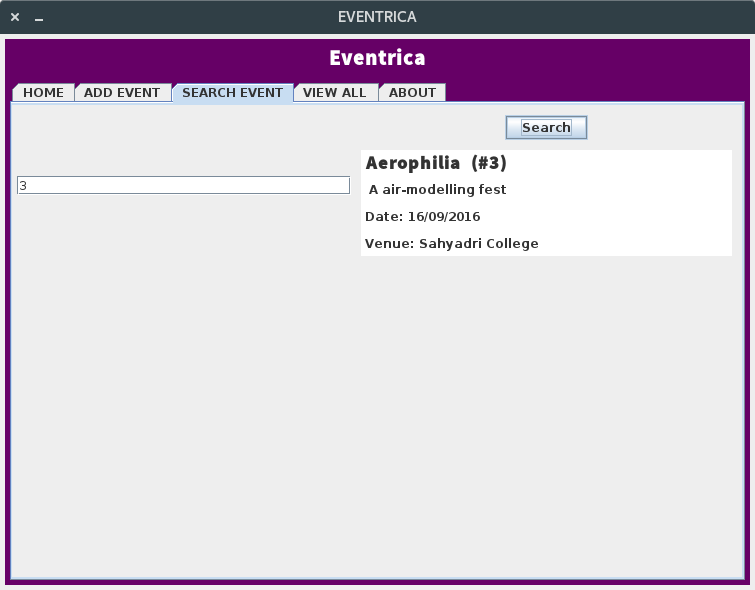 EVENTRICA
Eventrica
HOME ADD EVENT SEARCH EVENT VIEW ALL ABOUT
Search
3
Aerophilia (#3)
A air-modelling fest
Date: 16/09/2016
Venue: Sahyadri College